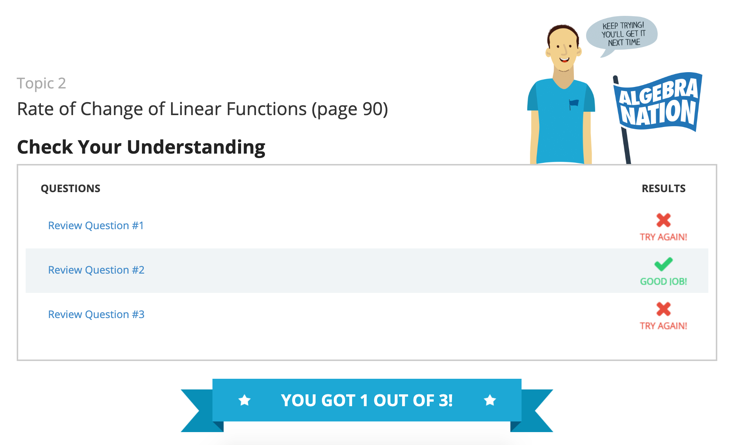 KEEP TRYING!
YOU'LL GET IT
NEXT TIME
Topic 2
Rate of Change of Linear Functions (page 90)
ALGEBRA
NATION
Check Your Understanding
QUESTIONS RESULTS
Review Question #1
TRY AGAIN!
Review Question #2
GOOD JOB!
Review Question #3
TRY AGAIN!
YOU GOT 1 OUT OF 3!